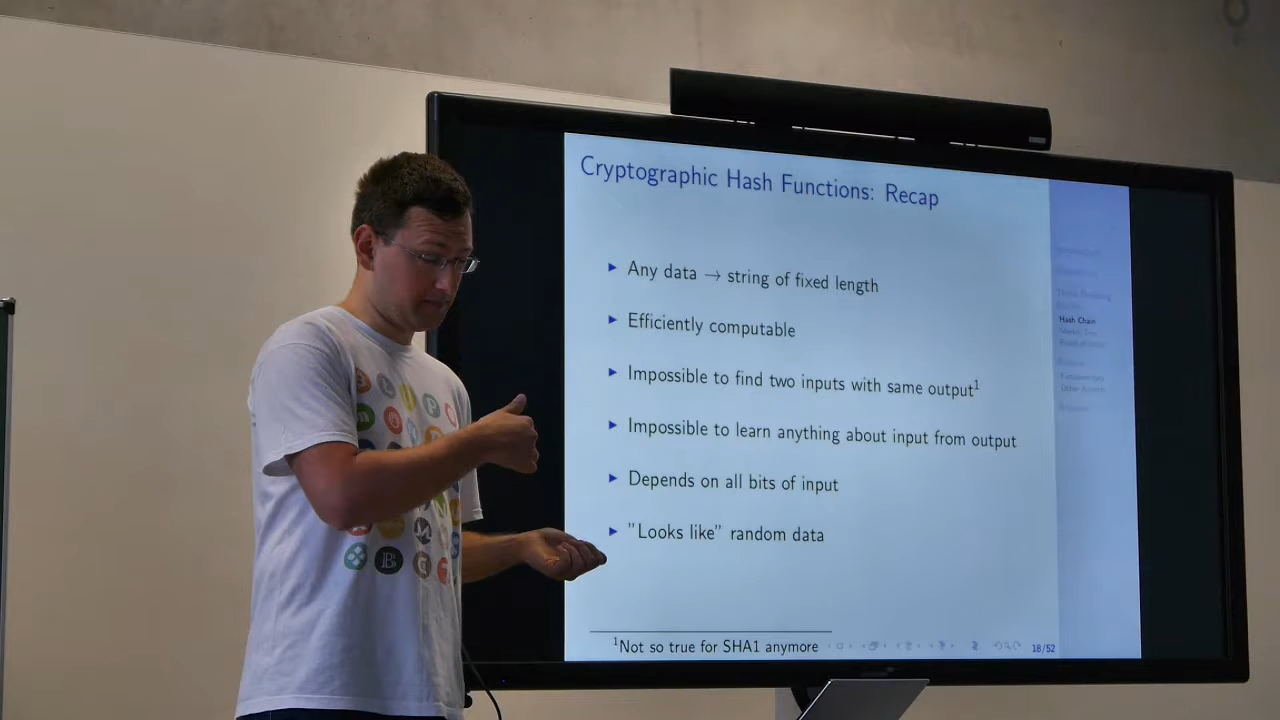 Cryptographic Hash Functions: Recap
▶ Any data → string of fixed length
▶ Efficiently computable
▶ Impossible to find two inputs with same output¹
▶ Impossible to learn anything about input from output
▶ Depends on all bits of input
▶ "Looks like" random data
¹Not so true for SHA1 anymore
18/52
Hash Chain